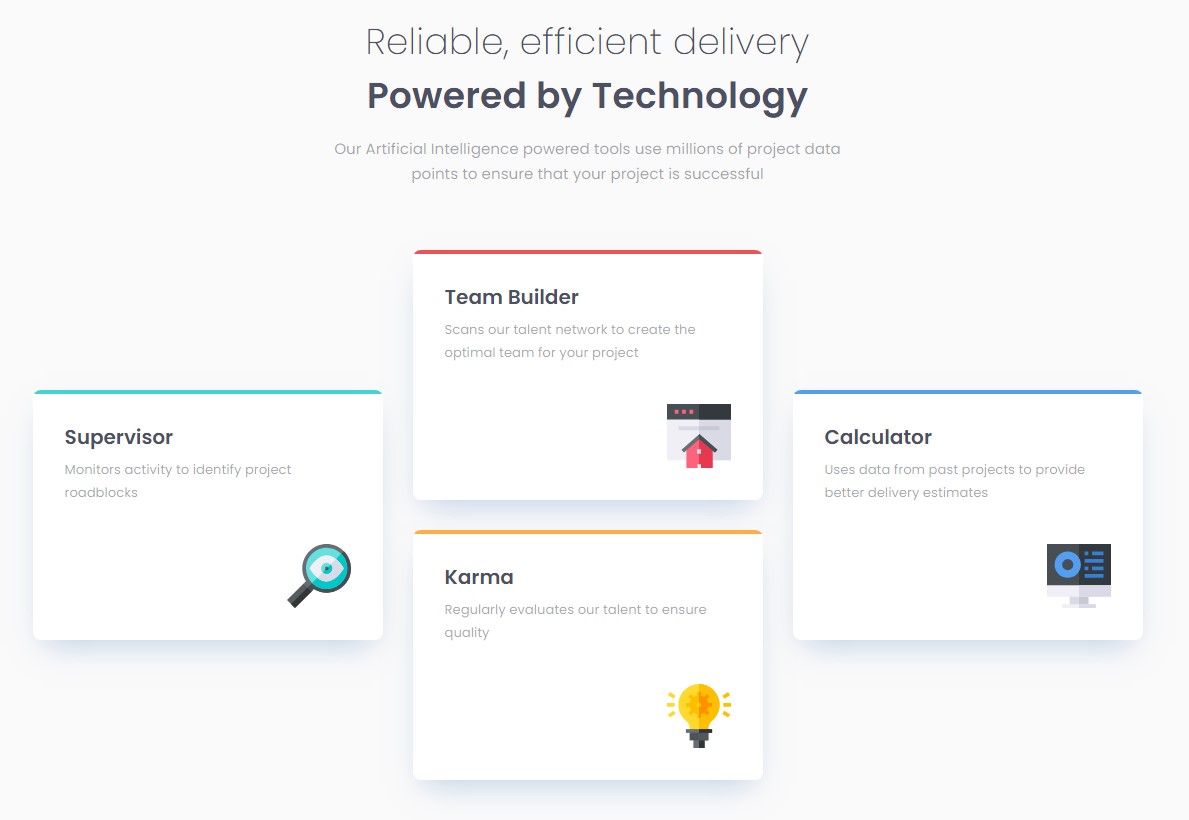 Reliable, efficient delivery
Powered by Technology
Our Artificial Intelligence powered tools use millions of project data
points to ensure that your project is successful
Team Builder
Scans our talent network to create the
optimal team for your project
Supervisor
Monitors activity to identify project
roadblocks
Calculator
Uses data from past projects to provide
better delivery estimates
Karma
Regularly evaluates our talent to ensure
quality